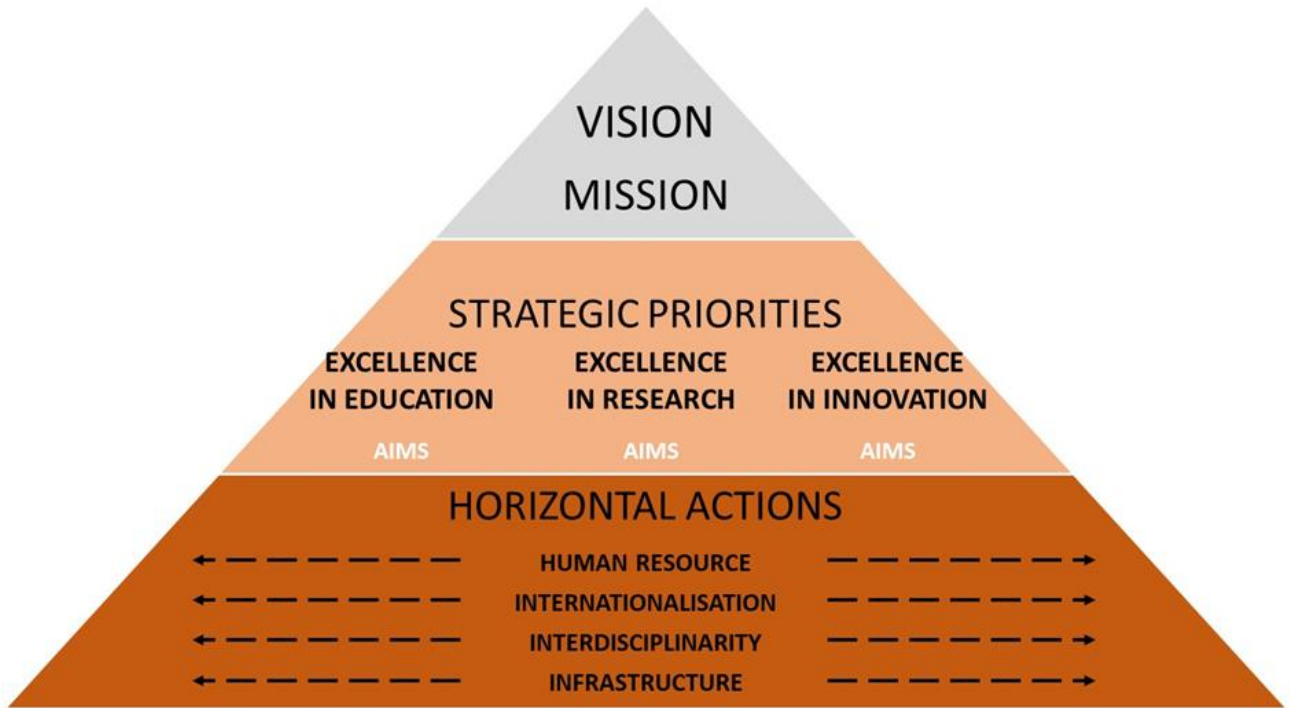 VISION
MISSION
STRATEGIC PRIORITIES
EXCELLENCE
IN EDUCATION
EXCELLENCE
IN RESEARCH
EXCELLENCE
IN INNOVATION
AIMS
AIMS
AIMS
HORIZONTAL ACTIONS
HUMAN RESOURCE
INTERNATIONALISATION
INTERDISCIPLINARITY
INFRASTRUCTURE